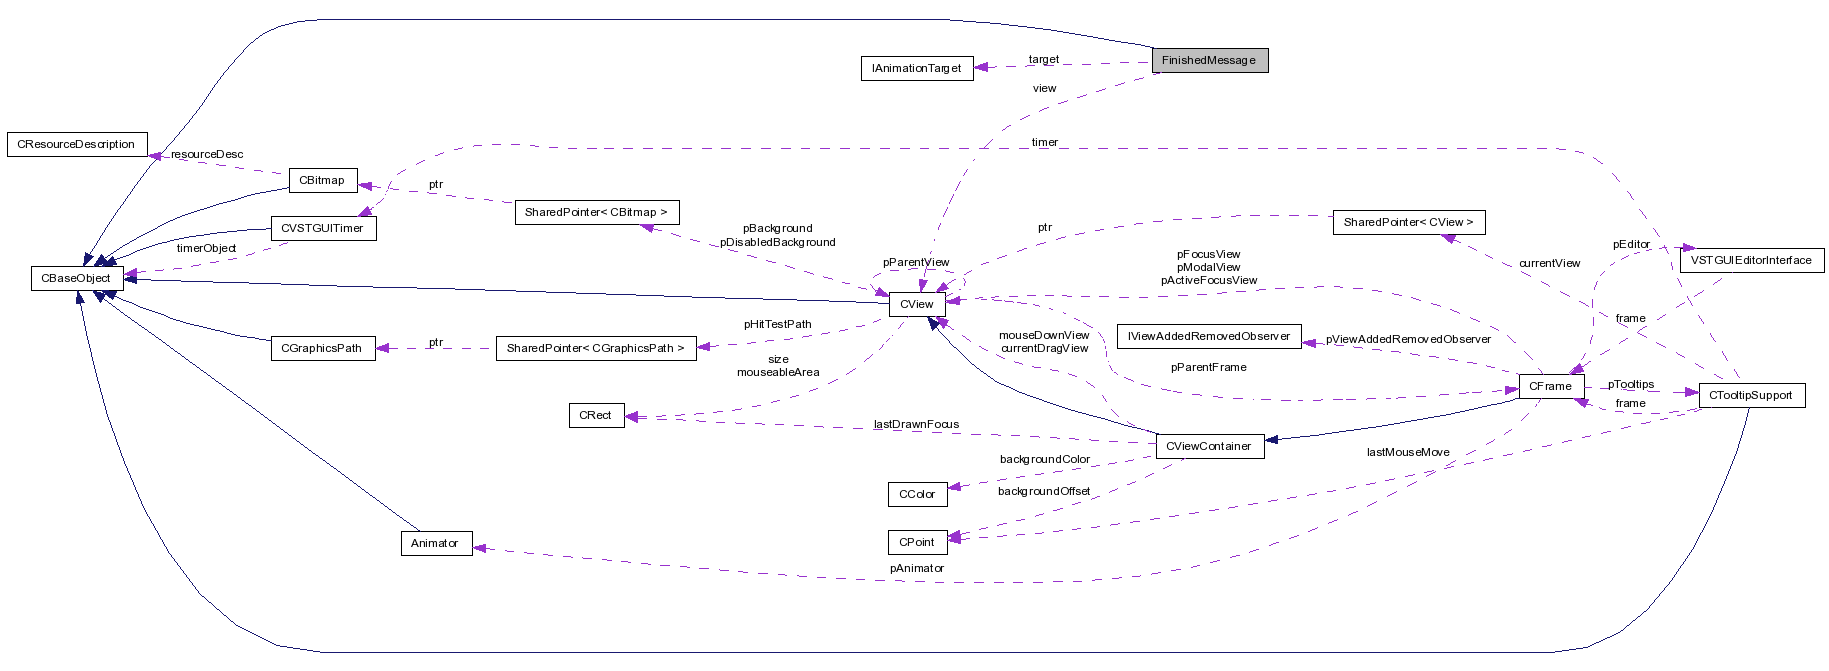 FinishedMessage
target
IAnimationTarget
view
CResourceDescription
resourceDesc
timer
CBitmap
ptr
SharedPointer< CBitmap >
SharedPointer< CView >
CVSTGUITimer
timerObject
pBackground
pDisabledBackground
ptr
pEditor
VSTGUIEditorInterface
pFocusView
pModalView
pActiveFocusView
currentView
pParentView
CBaseObject
CView
frame
pHitTestPath
mouseDownView
currentDragView
IViewAddedRemovedObserver
pViewAddedRemovedObserver
CGraphicsPath
ptr
SharedPointer< CGraphicsPath >
size
mouseableArea
pParentFrame
CFrame
pTooltips
CTooltipSupport
frame
CRect
lastDrawnFocus
CViewContainer
lastMouseMove
backgroundColor
CColor
backgroundOffset
CPoint
Animator
pAnimator